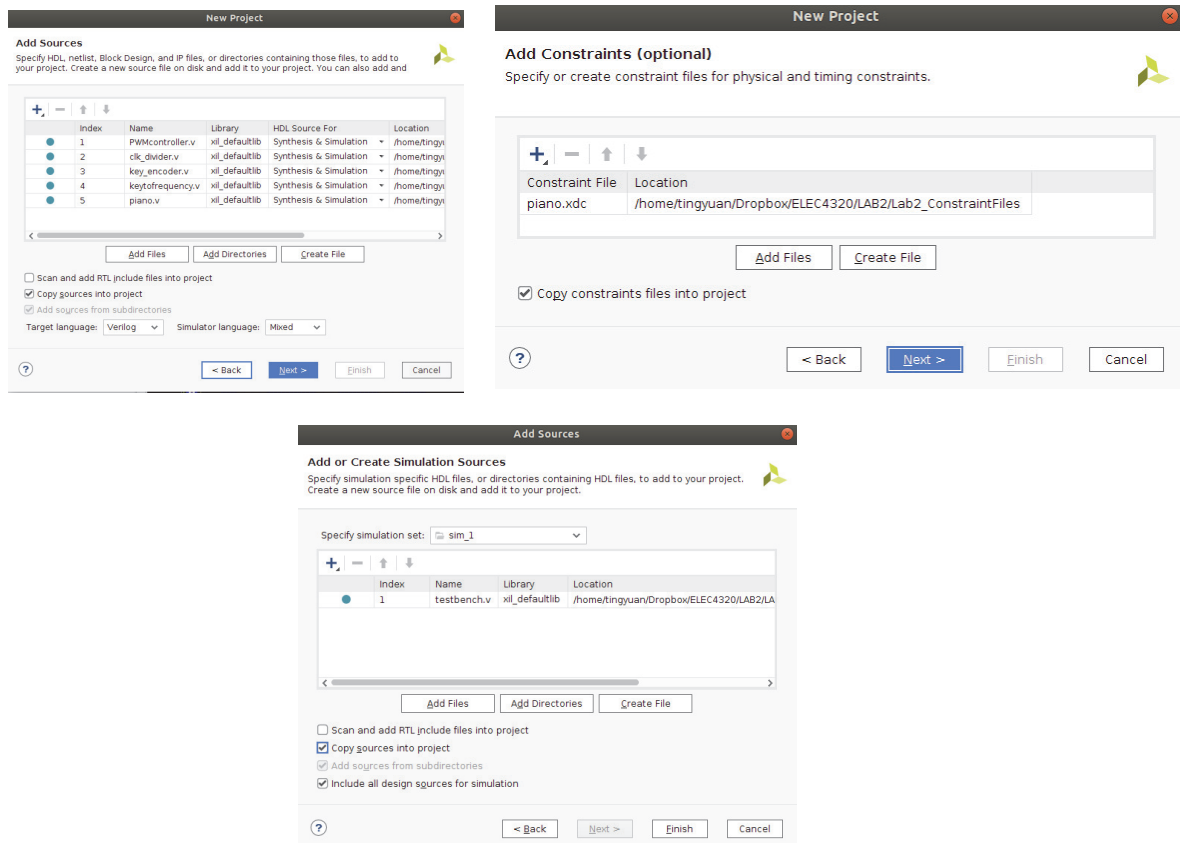 New Project
Add Sources
Specify HDL, netlist, Block Design, and IP files, or directories containing those files, to add to
your project. Create a new source file on disk and add it to your project. You can also add and
Index Name Library HDL Source For Location
1 PWMcontroller.v xil_defaultlib Synthesis & Simulation /home/tingyu
2 clk_divider.v xil_defaultlib Synthesis & Simulation /home/tingyu
3 key_encoder.v xil_defaultlib Synthesis & Simulation /home/tingyu
4 keytofrequency.v xil_defaultlib Synthesis & Simulation /home/tingyu
5 piano.v xil_defaultlib Synthesis & Simulation /home/tingyu
Add Files Add Directories Create File
Scan and add RTL include files into project
Copy sources into project
Add sources from subdirectories
Target language: Verilog Simulator language: Mixed
? < Back Next > Finish Cancel
New Project
Add Constraints (optional)
Specify or create constraint files for physical and timing constraints.
Constraint File Location
piano.xdc /home/tingyuan/Dropbox/ELEC4320/LAB2/Lab2_ConstraintFiles
Add Files Create File
Copy constraints files into project
? < Back Next > Finish Cancel
Add Sources
Add or Create Simulation Sources
Specify simulation specific HDL files, or directories containing HDL files, to add to your project.
Create a new source file on disk and add it to your project.
Specify simulation set: sim_1
Index Name Library Location
1 testbench.v xil_defaultlib /home/tingyuan/Dropbox/ELEC4320/LAB2/LA
Add Files Add Directories Create File
Scan and add RTL include files into project
Copy sources into project
Add sources from subdirectories
Include all design sources for simulation
? < Back Next > Finish Cancel